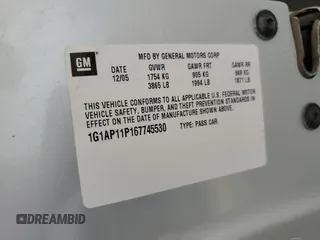 GM
MFD BY GENERAL MOTORS CORP
DATE GVWR GAWR FRT GAWR RR
12/05 1754 KG 905 KG 849 KG
3865 LB 1994 LB 1871 LB
THIS VEHICLE CONFORMS TO ALL APPLICABLE U.S. FEDERAL MOTOR
VEHICLE SAFETY, BUMPER, AND THEFT PREVENTION STANDARDS IN
EFFECT ON THE DATE OF MANUFACTURE SHOWN ABOVE.
1G1AP11P167745530 TYPE: PASS CAR
© DREAMBID